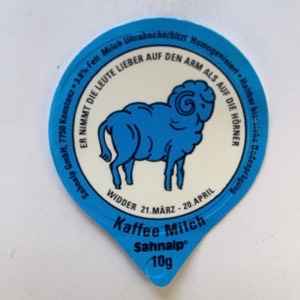 Sahnalp GmbH, 7750 Konstanz • 3.8% Fett Milch Ultrahocherhitzt Homogenisiert • Haltbar bis: siehe Bodenprägung
ER NIMMT DIE LEUTE LIEBER AUF DEN ARM ALS AUF DIE HÖRNER
WIDDER 21.MÄRZ - 20.APRIL
Kaffee Milch
Sahnalp®
10g